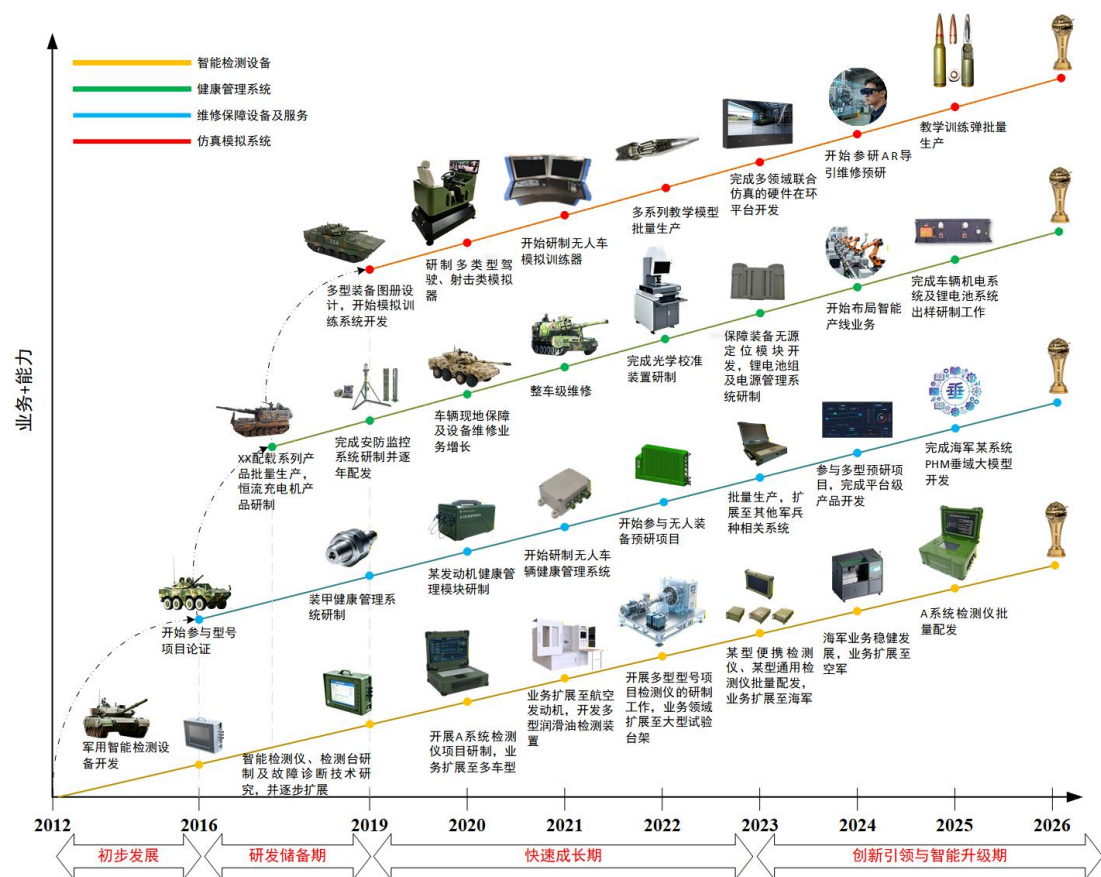 智能检测设备
健康管理系统
维修保障设备及服务
仿真模拟系统
业务+能力
教学训练弹批量
生产
开始参研AR导
引维修预研
完成多领域联合
仿真的硬件在环
平台开发
多系列教学模型
批量生产
开始研制无人车
模拟训练器
研制多类型驾
驶、射击类模拟
器
多型装备图册设
计，开始模拟训
练系统开发
完成车辆机电系
统及锂电池系统
出样研制工作
开始布局智能
产线业务
保障装备无源
定位模块开
发，锂电池组
及电源管理系
统研制
完成光学校准
装置研制
整车级维修
车辆现地保障
及设备维修业
务增长
完成安防监控
系统研制并逐
年配发
XX配载系列产
品批量生产，
恒流充电机产
品研制
垂
完成海军某系统
PHM垂域大模型
开发
参与多型预研项
目，完成平台级
产品开发
批量生产，扩
展至其他军兵
种相关系统
开始参与无人装
备预研项目
开始研制无人车
辆健康管理系统
某发动机健康管
理模块研制
装甲健康管理系
统研制
开始参与型号
项目论证
A系统检测仪批
量配发
海军业务稳健发
展，业务扩展至
空军
某型便携检测
仪、某型通用检
测仪批量配发，
业务扩展至海军
开展多型型号项
目检测仪的研制
工作，业务领域
扩展至大型试验
台架
业务扩展至航空
发动机，开发多
型润滑油检测装
置
开展A系统检测
仪项目研制，业
务扩展至多车型
智能检测仪、检测台研
制及故障诊断技术研
究，并逐步扩展
军用智能检测设
备开发
2012 2016 2019 2020 2021 2022 2023 2024 2025 2026
初步发展 研发储备期 快速成长期 创新引领与智能升级期